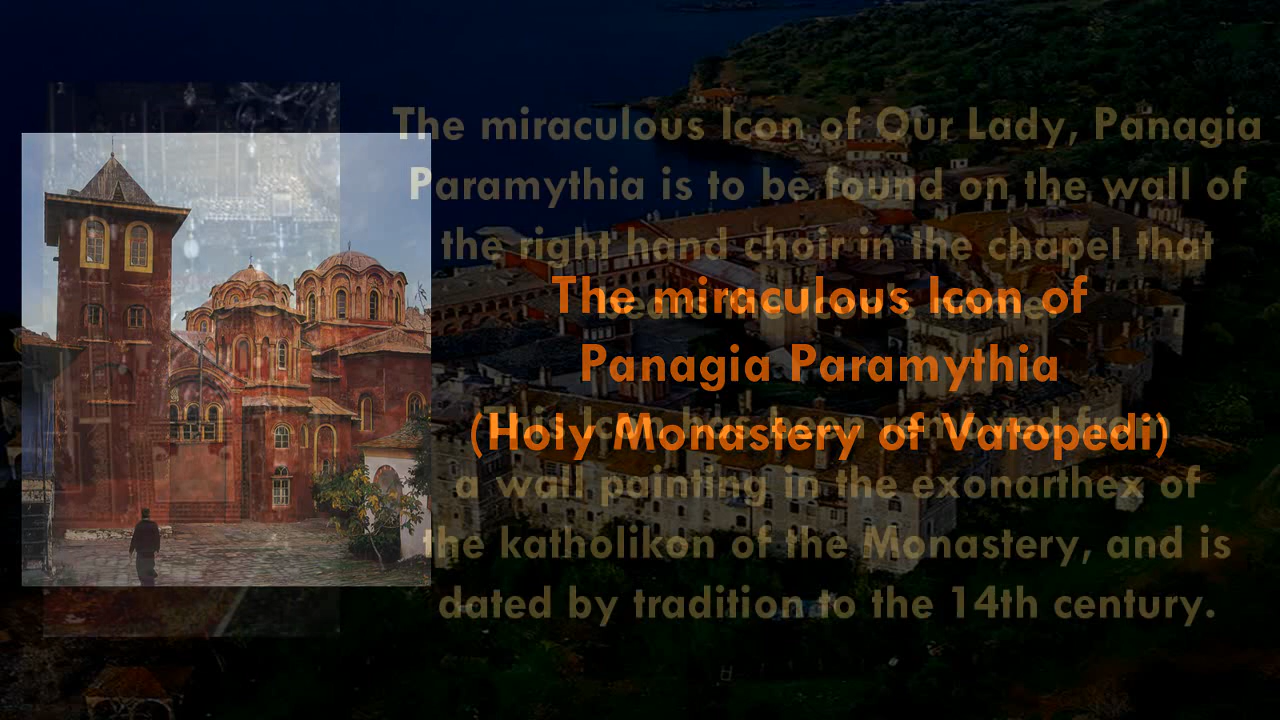 The miraculous Icon of Our Lady, Panagia
Paramythia is to be found on the wall of
the right hand choir in the chapel that
The miraculous Icon of
Panagia Paramythia
(Holy Monastery of Vatopedi)
a wall painting in the exonarthex of
the katholikon of the Monastery, and is
dated by tradition to the 14th century.